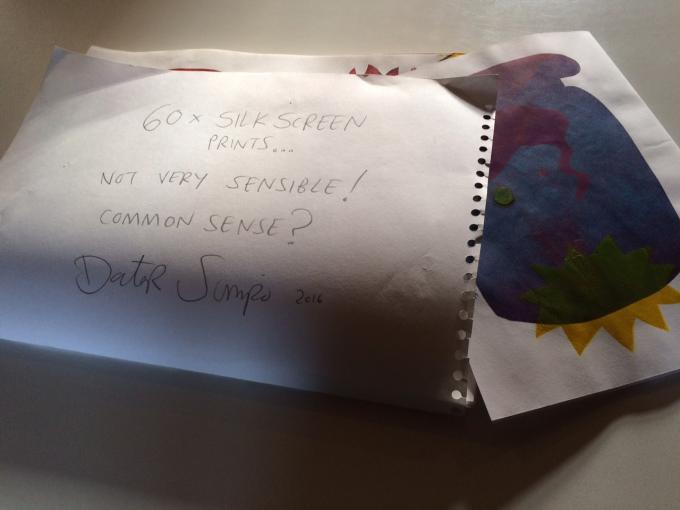 60 x SILK SCREEN
PRINTS...
NOT VERY SENSIBLE!
COMMON SENSE?
2016